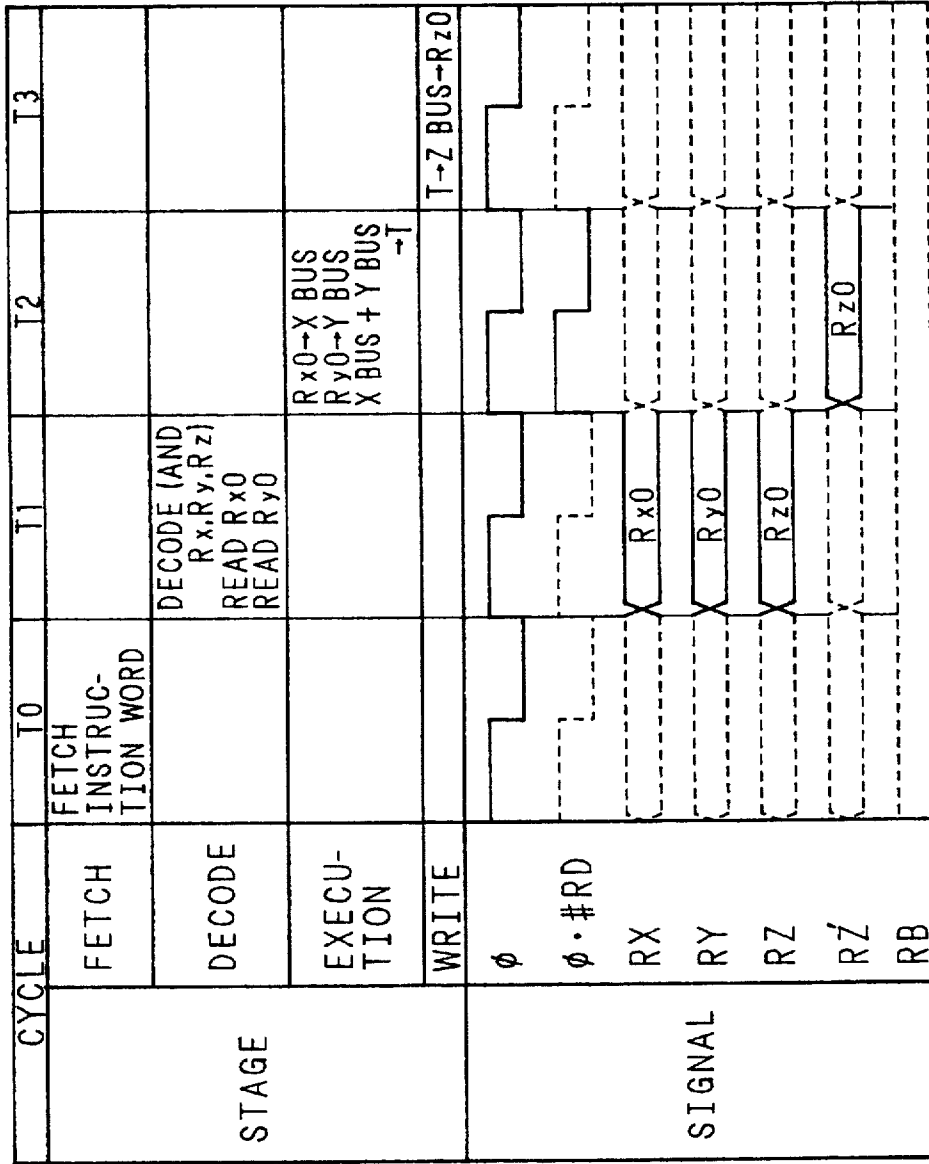 CYCLE T0 T1 T2 T3
STAGE
FETCH
FETCH
INSTRUC-
TION WORD
DECODE
DECODE (AND
Rx,Ry,Rz)
READ Rx0
READ Ry0
EXECU-
TION
Rx0→X BUS
Ry0→Y BUS
X BUS + Y BUS
→T
WRITE
T→Z BUS→Rz0
SIGNAL
ø
ø・#RD
RX Rx0
RY Ry0
RZ Rz0
RZ' Rz0
RB